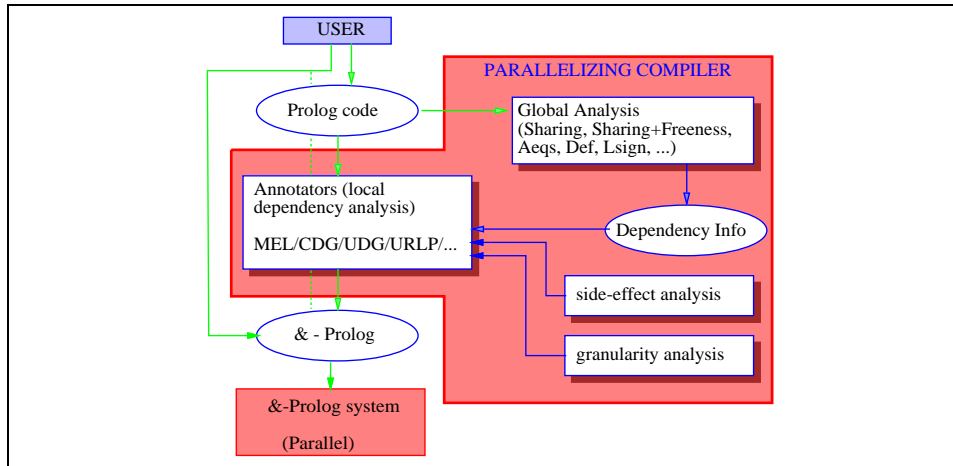 USER
PARALLELIZING COMPILER
Prolog code
Global Analysis
(Sharing, Sharing+Freeness,
Aeqs, Def, Lsign, ...)
Annotators (local
dependency analysis)
MEL/CDG/UDG/URLP/...
Dependency Info
side-effect analysis
& - Prolog
granularity analysis
&-Prolog system
(Parallel)